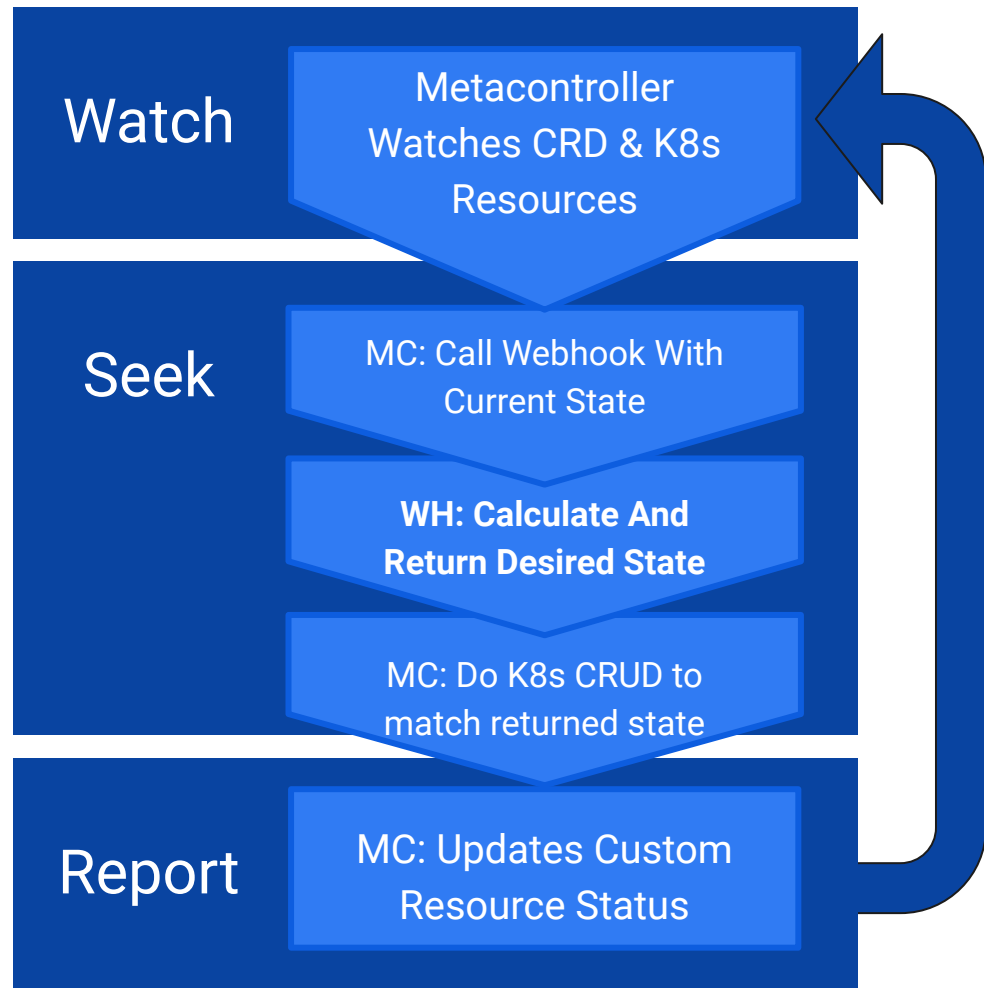 Watch
Metacontroller
Watches CRD & K8s
Resources
Seek
MC: Call Webhook With
Current State
WH: Calculate And
Return Desired State
MC: Do K8s CRUD to
match returned state
Report
MC: Updates Custom
Resource Status